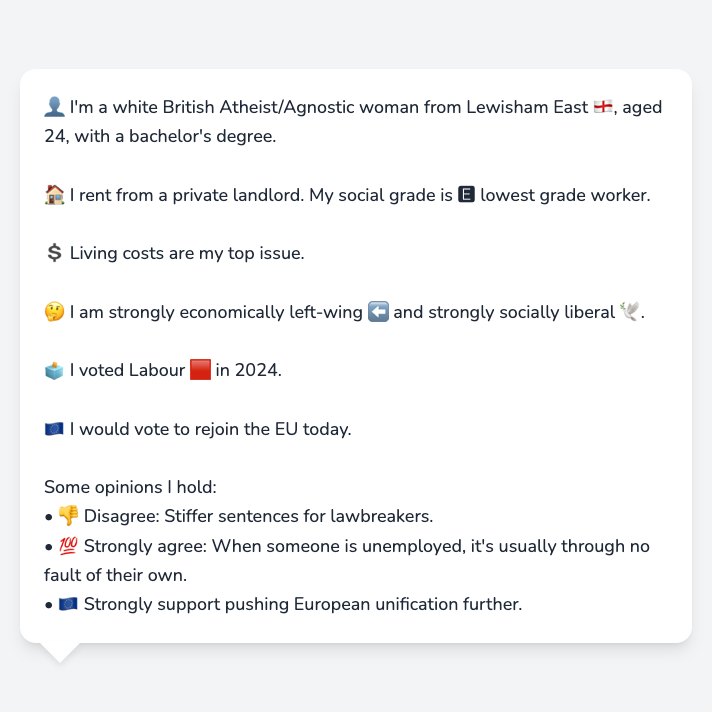 👤 I'm a white British Atheist/Agnostic woman from Lewisham East 🏴󠁧󠁢󠁥󠁮󠁧󠁿, aged
24, with a bachelor's degree.
🏠 I rent from a private landlord. My social grade is E lowest grade worker.
💲 Living costs are my top issue.
🤔 I am strongly economically left-wing ⬅️ and strongly socially liberal 🕊️.
🗳️ I voted Labour 🟥 in 2024.
🇪🇺 I would vote to rejoin the EU today.
Some opinions I hold:
• 👎 Disagree: Stiffer sentences for lawbreakers.
• 💯 Strongly agree: When someone is unemployed, it's usually through no
fault of their own.
• 🇪🇺 Strongly support pushing European unification further.